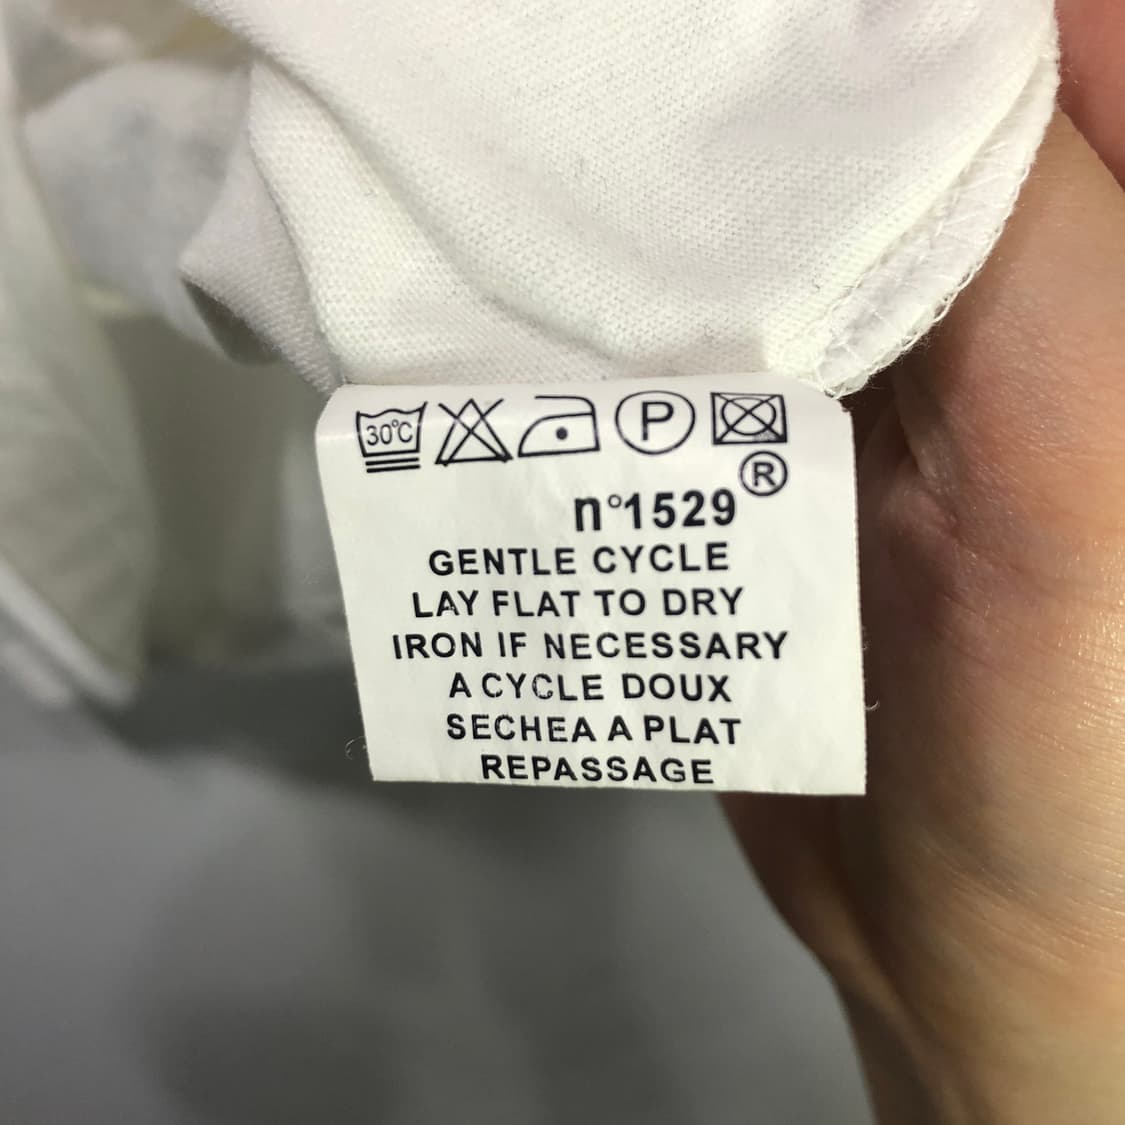 30°C P
®
n°1529
GENTLE CYCLE
LAY FLAT TO DRY
IRON IF NECESSARY
A CYCLE DOUX
SECHEA A PLAT
REPASSAGE